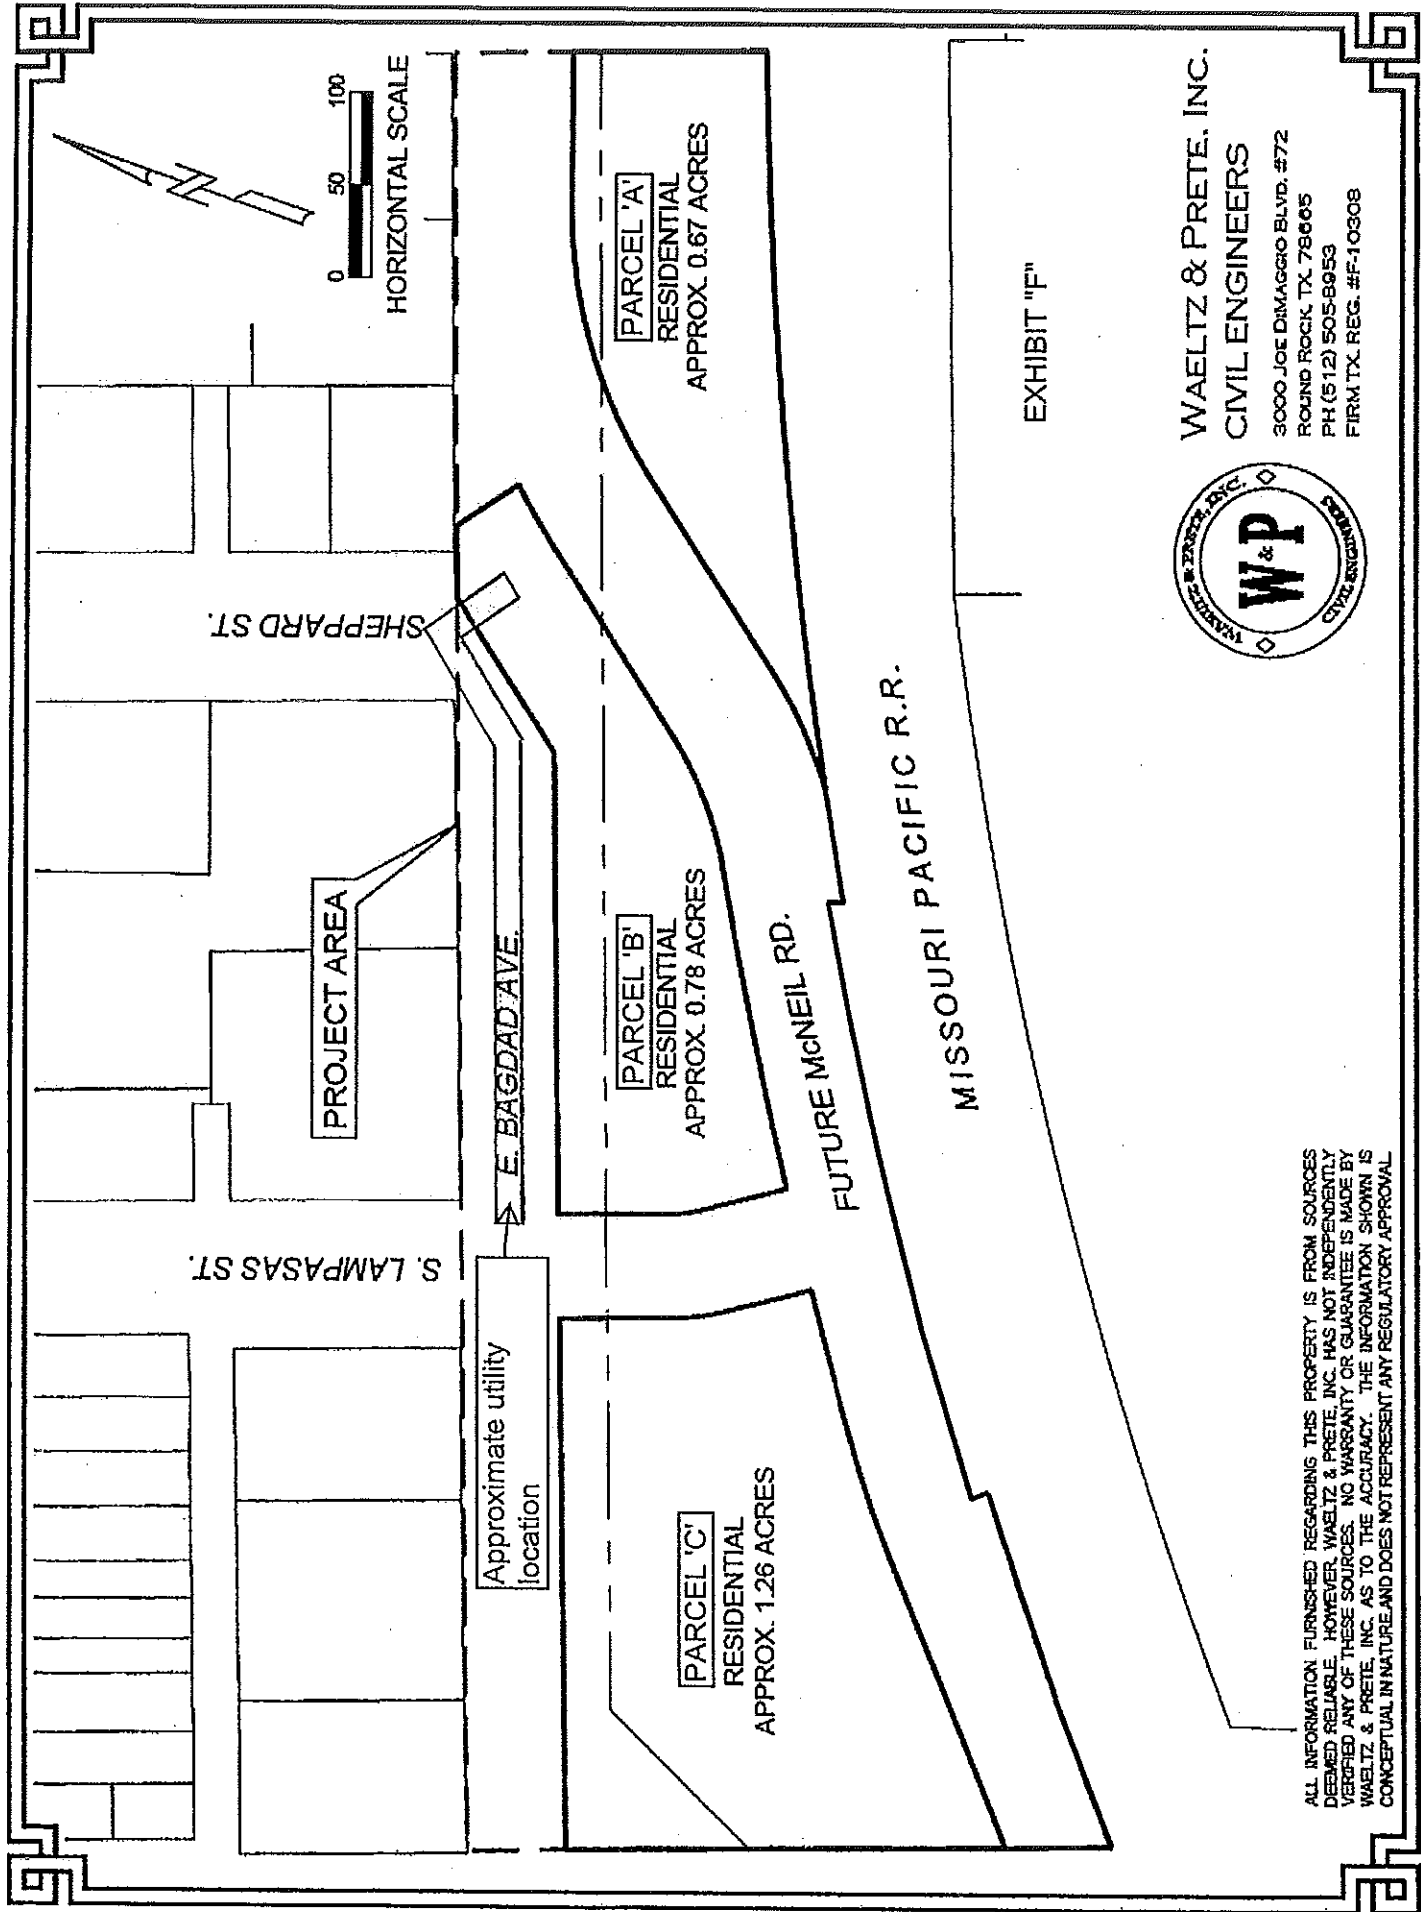 0 50 100
HORIZONTAL SCALE
N
S. LAMPASAS ST.
SHEPPARD ST.
PROJECT AREA
E. BAGDAD AVE.
Approximate utility
location
PARCEL 'C'
RESIDENTIAL
APPROX. 1.26 ACRES
PARCEL 'B'
RESIDENTIAL
APPROX. 0.78 ACRES
PARCEL 'A'
RESIDENTIAL
APPROX. 0.67 ACRES
FUTURE McNEIL RD.
MISSOURI PACIFIC R.R.
EXHIBIT "F"
WAELTZ & PRETE, INC.
W&P
CIVIL ENGINEERS
WAELTZ & PRETE, INC.
CIVIL ENGINEERS
3000 JOE DIMAGGIO BLVD. #72
ROUND ROCK, TX. 78665
PH (512) 505-8953
FIRM TX. REG. #F-10308
ALL INFORMATION FURNISHED REGARDING THIS PROPERTY IS FROM SOURCES
DEEMED RELIABLE. HOWEVER, WAELTZ & PRETE, INC. HAS NOT INDEPENDENTLY
VERIFIED ANY OF THESE SOURCES. NO WARRANTY OR GUARANTEE IS MADE BY
WAELTZ & PRETE, INC. AS TO THE ACCURACY. THE INFORMATION SHOWN IS
CONCEPTUAL IN NATURE AND DOES NOT REPRESENT ANY REGULATORY APPROVAL